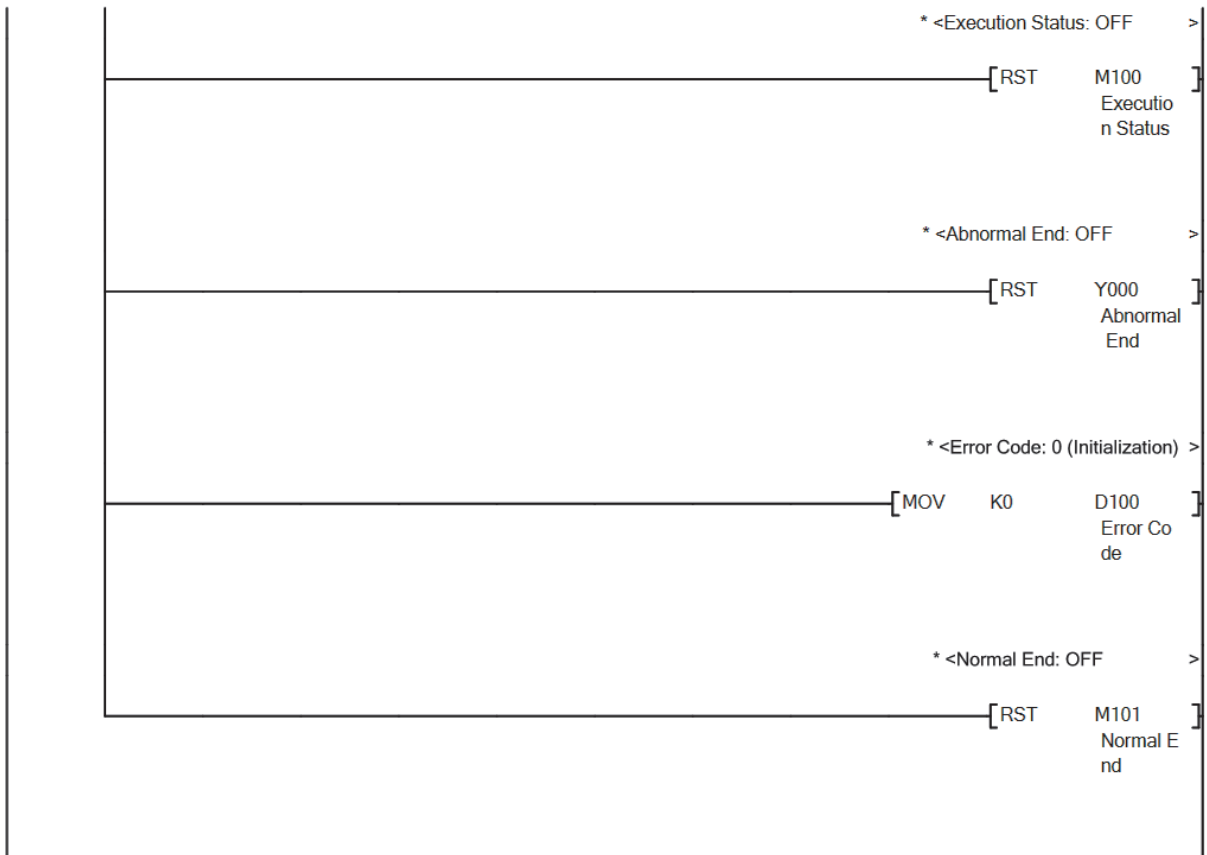 * <Execution Status: OFF >
[RST M100 ]
Executio
n Status
* <Abnormal End: OFF >
[RST Y000 ]
Abnormal
End
* <Error Code: 0 (Initialization) >
[MOV K0 D100 ]
Error Co
de
* <Normal End: OFF >
[RST M101 ]
Normal E
nd